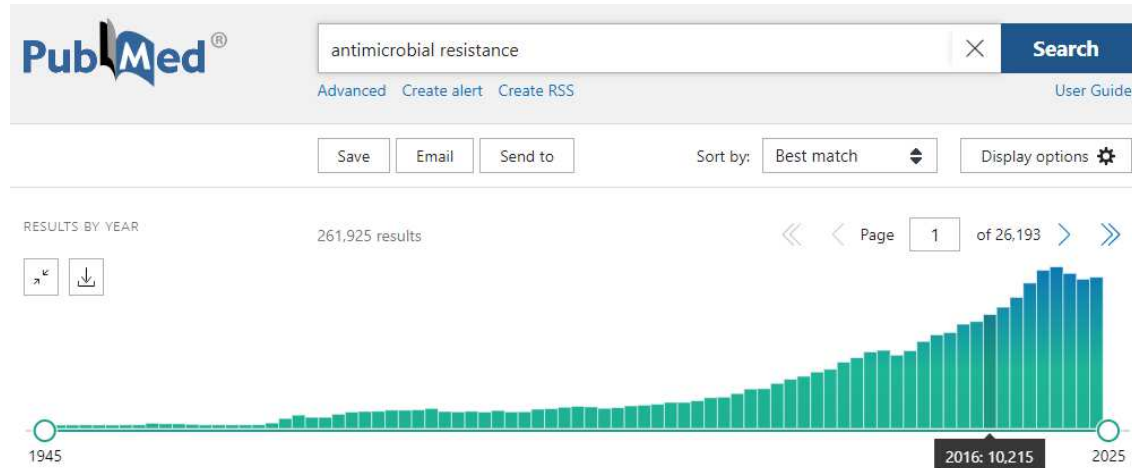 PubMed®
antimicrobial resistance
Search
Advanced Create alert Create RSS
User Guide
Save Email Send to
Sort by: Best match
Display options
RESULTS BY YEAR
261,925 results
Page 1 of 26,193
1945
2016: 10,215
2025